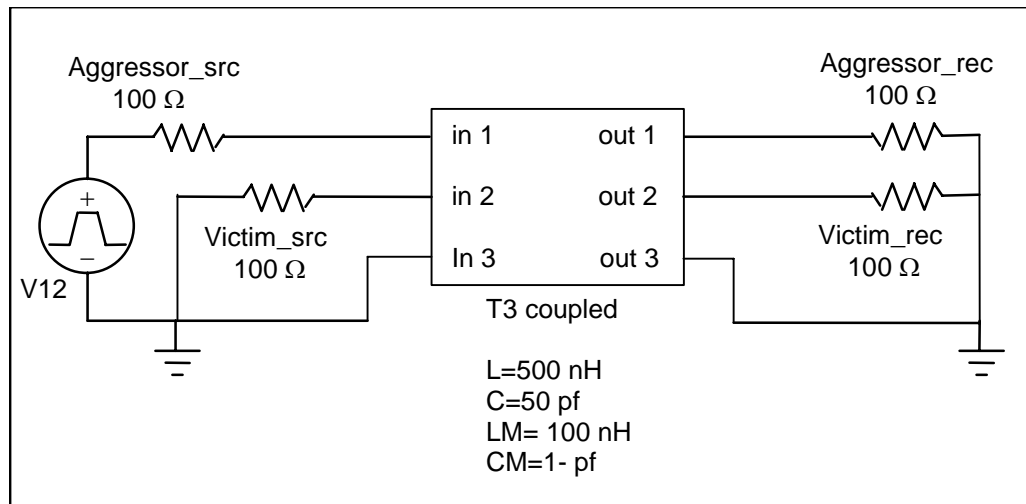 Aggressor_src
100 Ω
Aggressor_rec
100 Ω
in 1
out 1
+
in 2
out 2
Victim_src
100 Ω
Victim_rec
100 Ω
−
In 3
out 3
V12
T3 coupled
L=500 nH
C=50 pf
LM= 100 nH
CM=1- pf